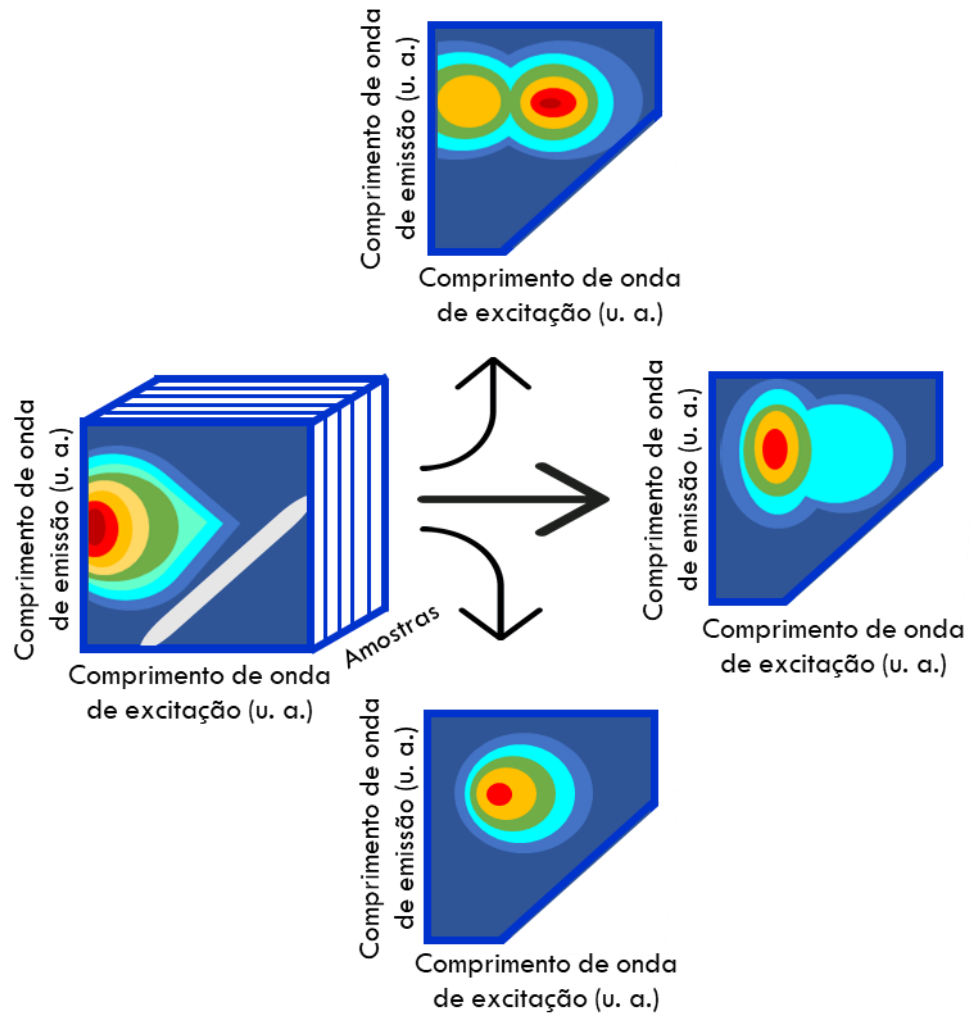 Comprimento de onda
de emissão (u. a.)
Comprimento de onda
de excitação (u. a.)
Comprimento de onda
de emissão (u. a.)
Amostras
Comprimento de onda
de excitação (u. a.)
Comprimento de onda
de emissão (u. a.)
Comprimento de onda
de excitação (u. a.)
Comprimento de onda
de emissão (u. a.)
Comprimento de onda
de excitação (u. a.)